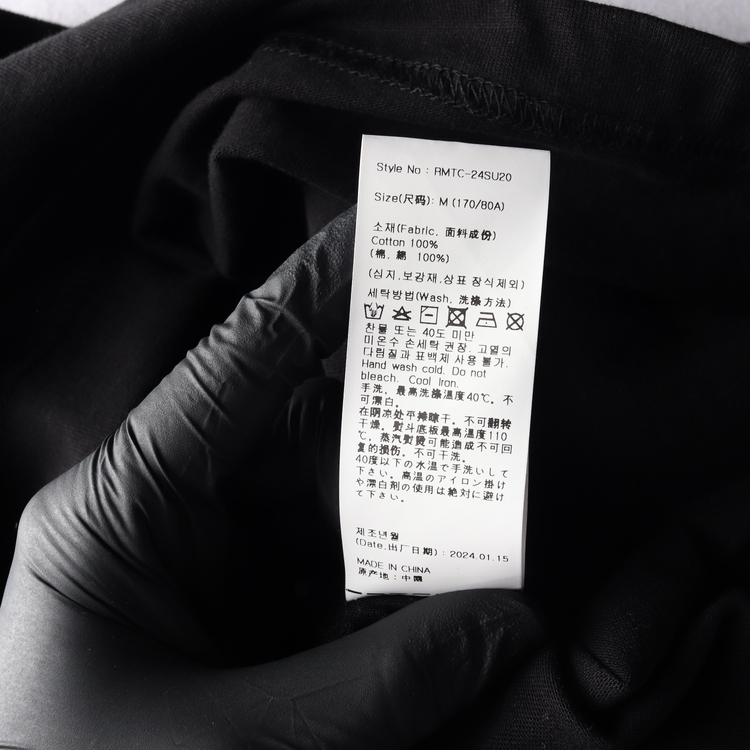 Style No : RMTC-24SU20
Size(尺码): M (170/80A)
소재(Fabric, 面料成份)
Cotton 100%
(棉, 綿 100%)
(심지,보강재,상표 장식제외)
세탁방법(Wash, 洗滌方法)
찬물 또는 40도 미만
미온수 손세탁 권장. 고열의
다림질과 표백제 사용 불가.
Hand wash cold. Do not
bleach. Cool Iron.
手洗，最高洗滌溫度40℃。不
可漂白。
在阴凉处平摊晾干。不可翻转
干燥。熨斗底板最高溫度110
℃，蒸汽熨烫可能造成不可回
复的损伤。不可干洗。
40度以下の水温で手洗いして
下さい。高温のアイロン掛け
や漂白剤の使用は絶対に避け
て下さい。
제조년월
(Date,出厂日期) : 2024.01.15
MADE IN CHINA
原产地: 中國